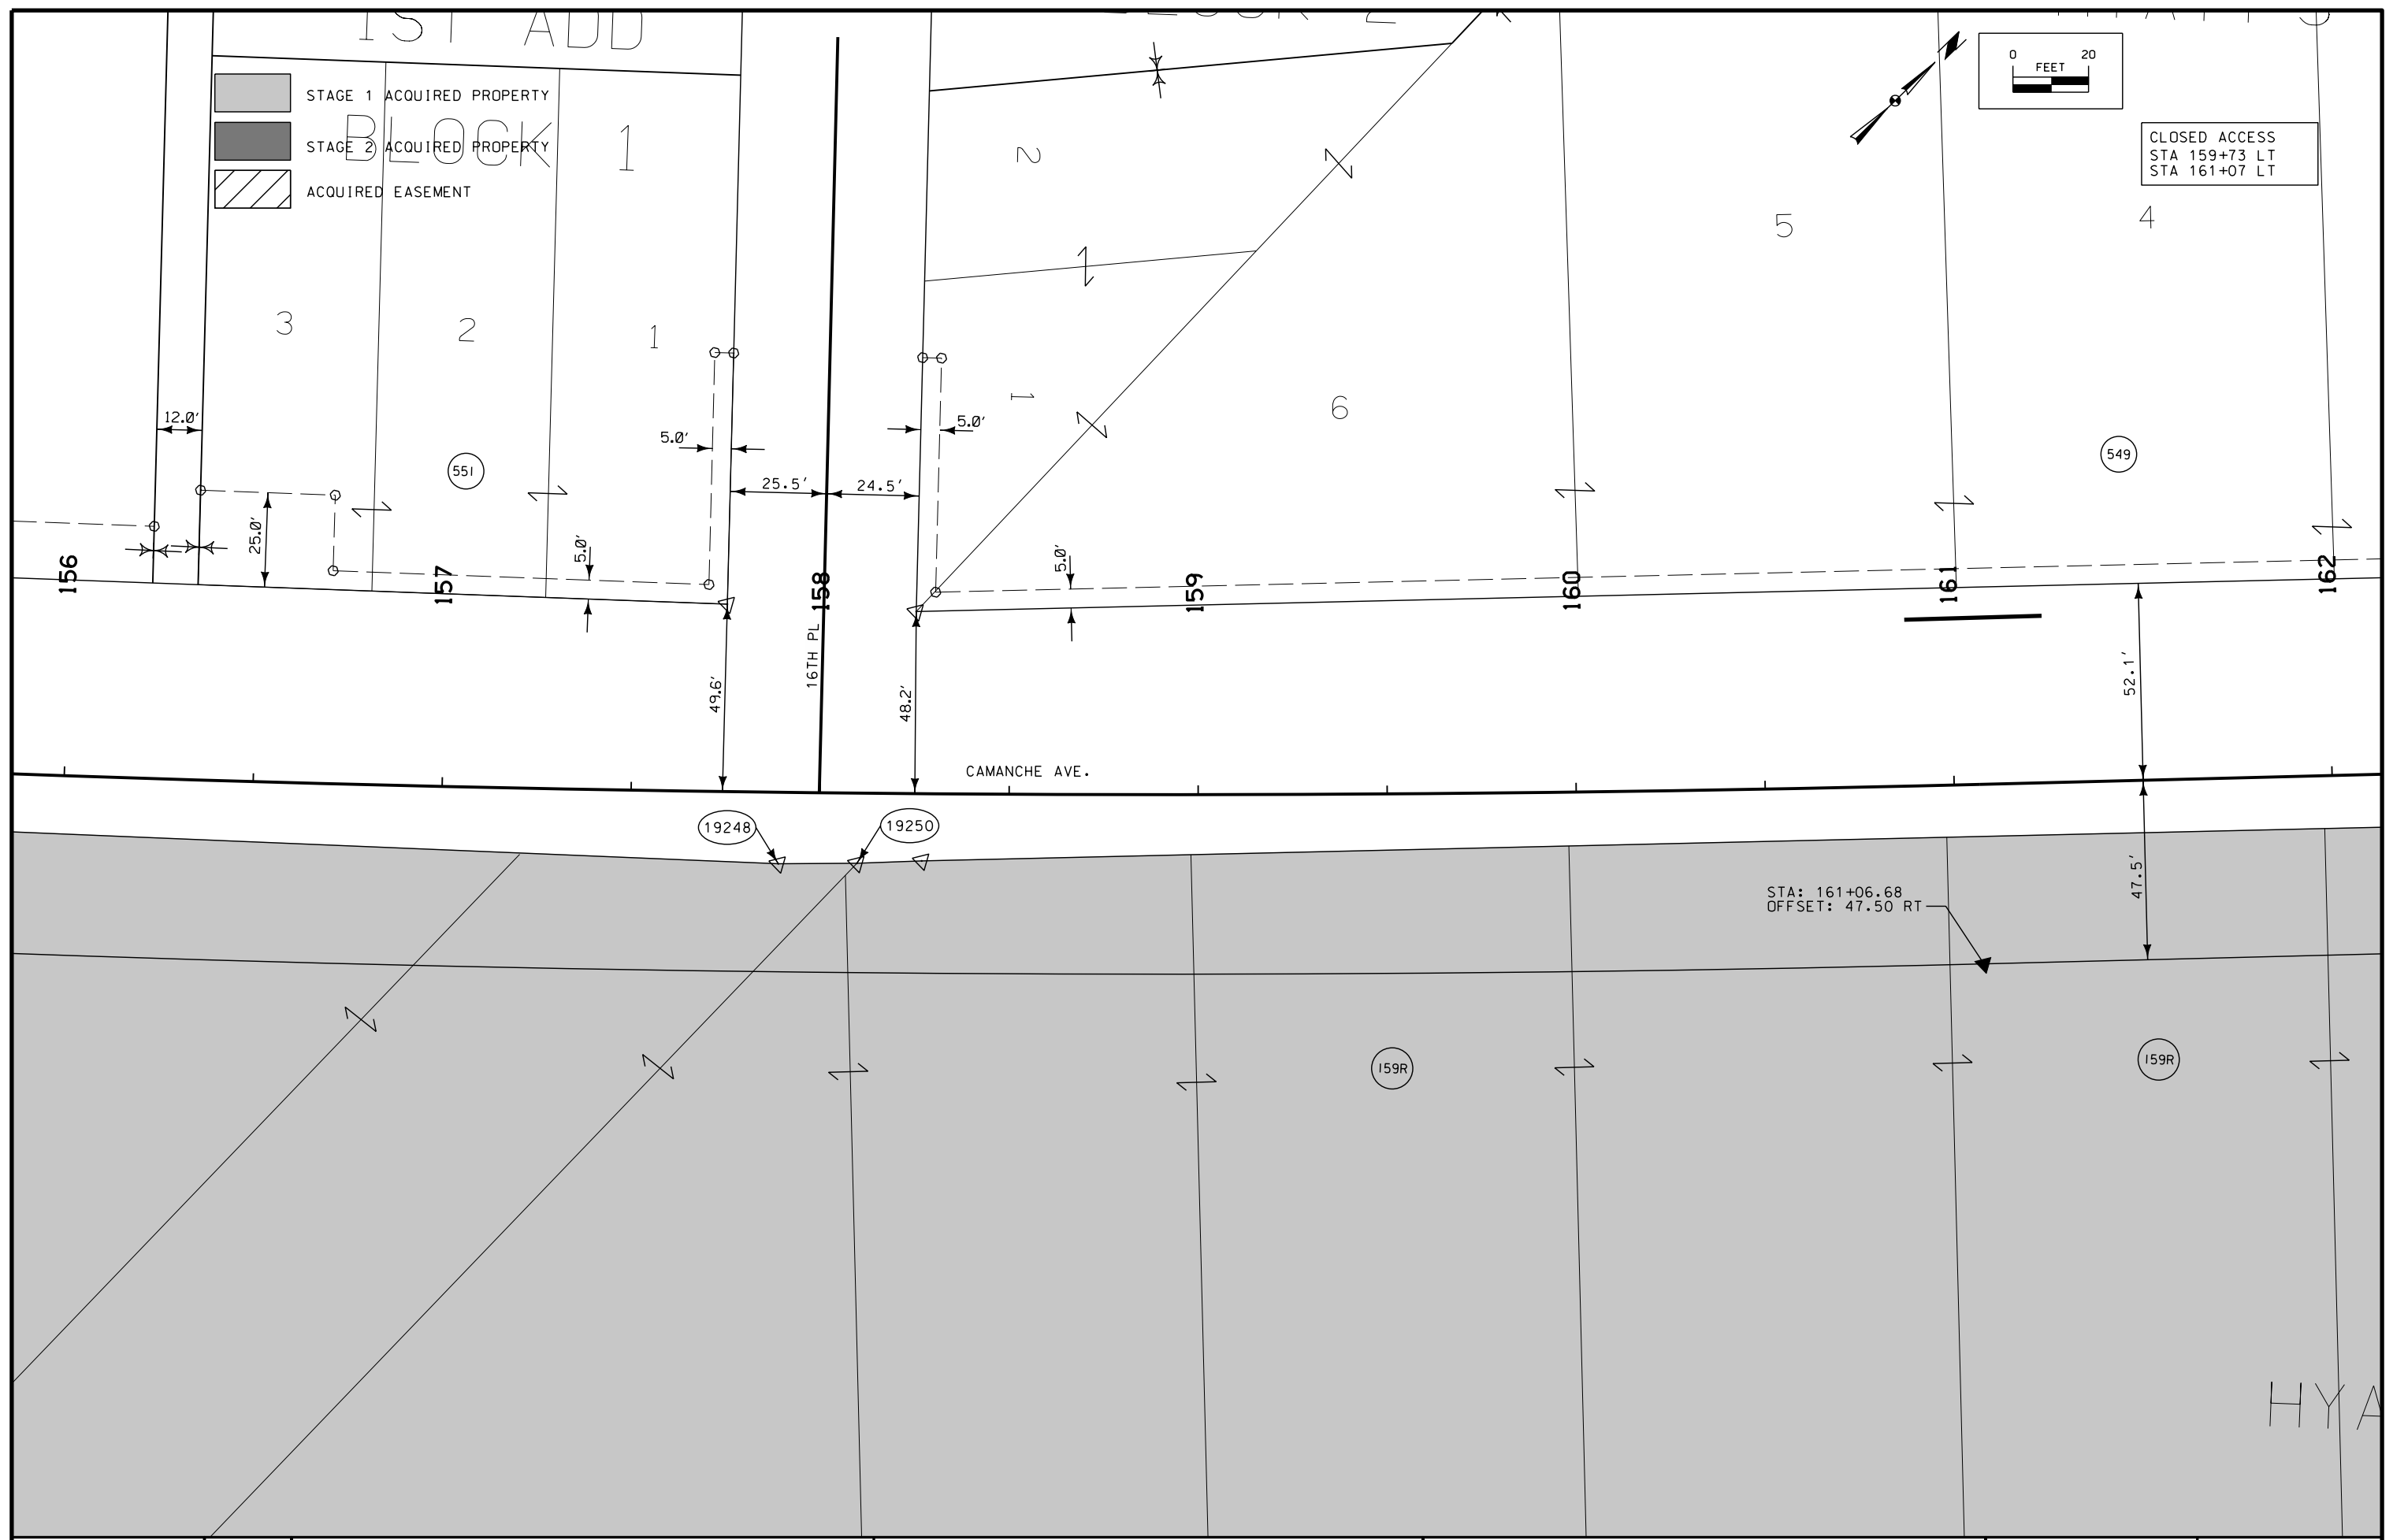 1ST ADD
0 20
FEET
STAGE 1 ACQUIRED PROPERTY
BLOCK 1
STAGE 2 ACQUIRED PROPERTY
ACQUIRED EASEMENT
CLOSED ACCESS
STA 159+73 LT
STA 161+07 LT
2
5
4
3
2
1
1
6
12.0'
5.0'
5.0'
551
549
25.5'
24.5'
25.0'
5.0'
5.0'
156
157
158
159
160
161
162
16TH PL
49.6'
48.2'
52.1'
CAMANCHE AVE.
19248
19250
47.5'
STA: 161+06.68
OFFSET: 47.50 RT
159R
159R
HYA